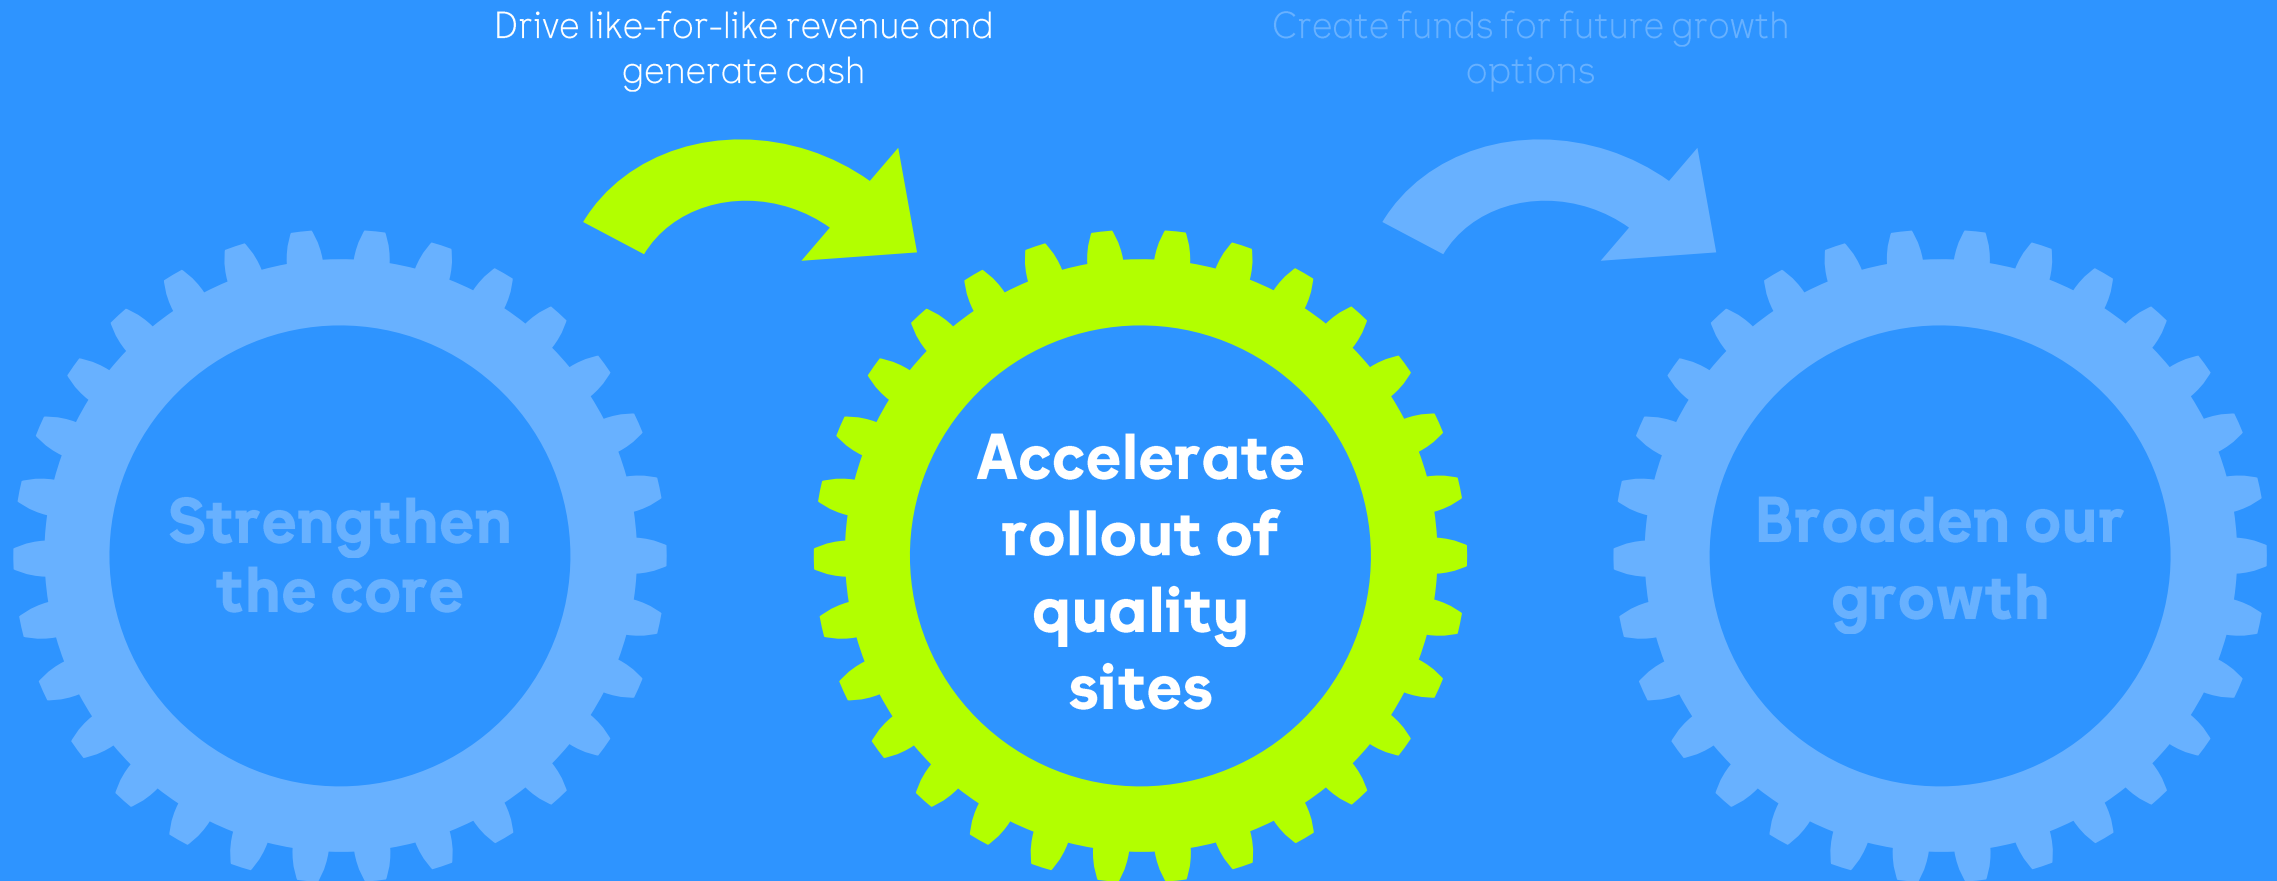 Drive like-for-like revenue and
generate cash
Create funds for future growth
options
Strengthen
the core
Accelerate
rollout of
quality
sites
Broaden our
growth